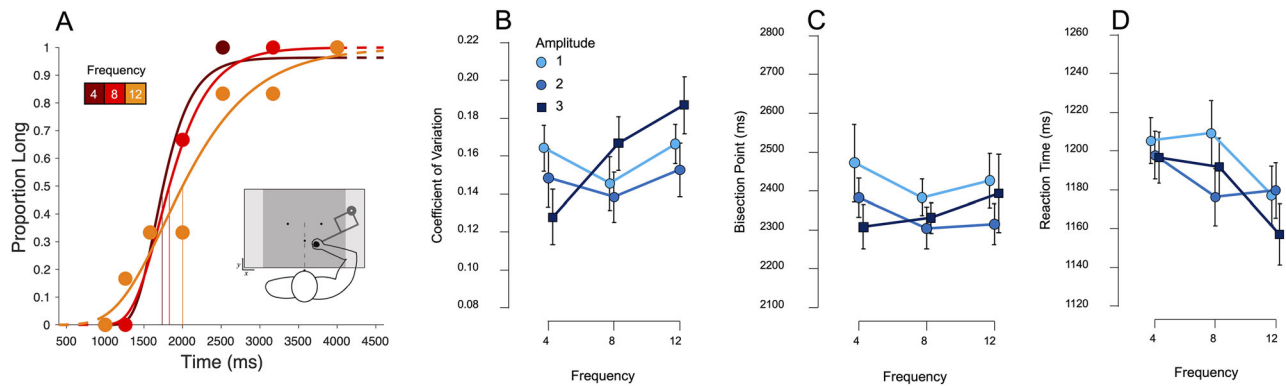 A
Proportion Long
1
0.9
0.8
0.7
0.6
0.5
0.4
0.3
0.2
0.1
0
Frequency
4 8 12
y
x
500 1000 1500 2000 2500 3000 3500 4000 4500
Time (ms)
B
Coefficient of Variation
0.22
0.20
0.18
0.16
0.14
0.12
0.10
0.08
Amplitude
1
2
3
4 8 12
Frequency
C
Bisection Point (ms)
2800
2700
2600
2500
2400
2300
2200
2100
4 8 12
Frequency
D
Reaction Time (ms)
1260
1240
1220
1200
1180
1160
1140
1120
4 8 12
Frequency